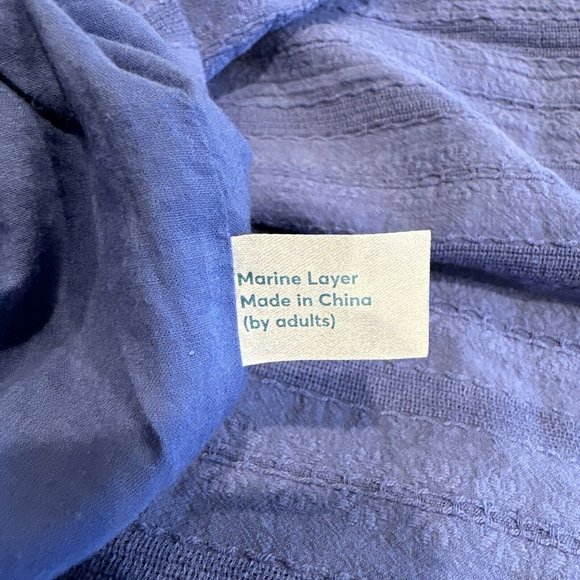 Marine Layer
Made in China
(by adults)